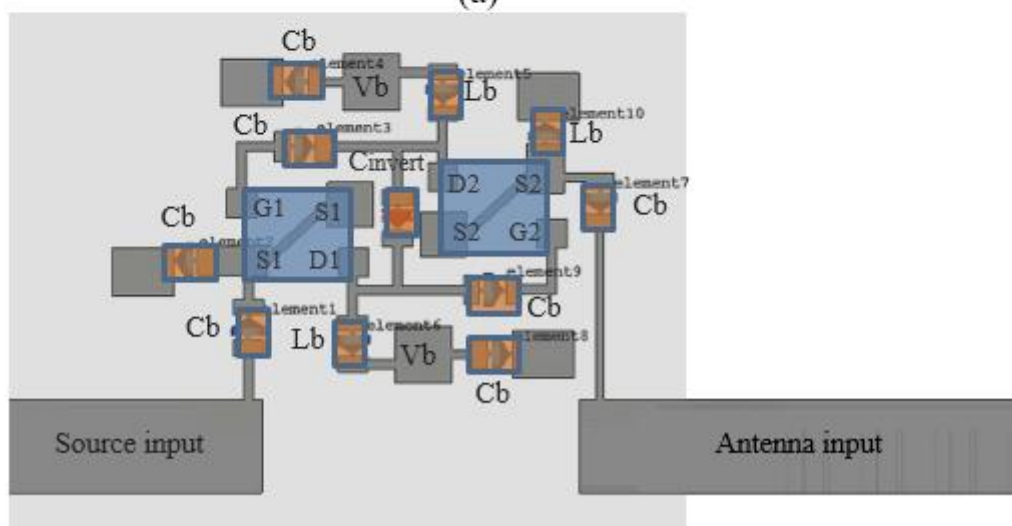 (a)
Cb
element4
Vb
element5
Lb
Cb
element3
element10
Lb
Cinvert
D2
S2
element7
Cb
G1
S1
Cb
S2
G2
element2
S1
D1
element9
Cb
Cb
element1
Lb
element6
Vb
element8
Cb
Source input
Antenna input